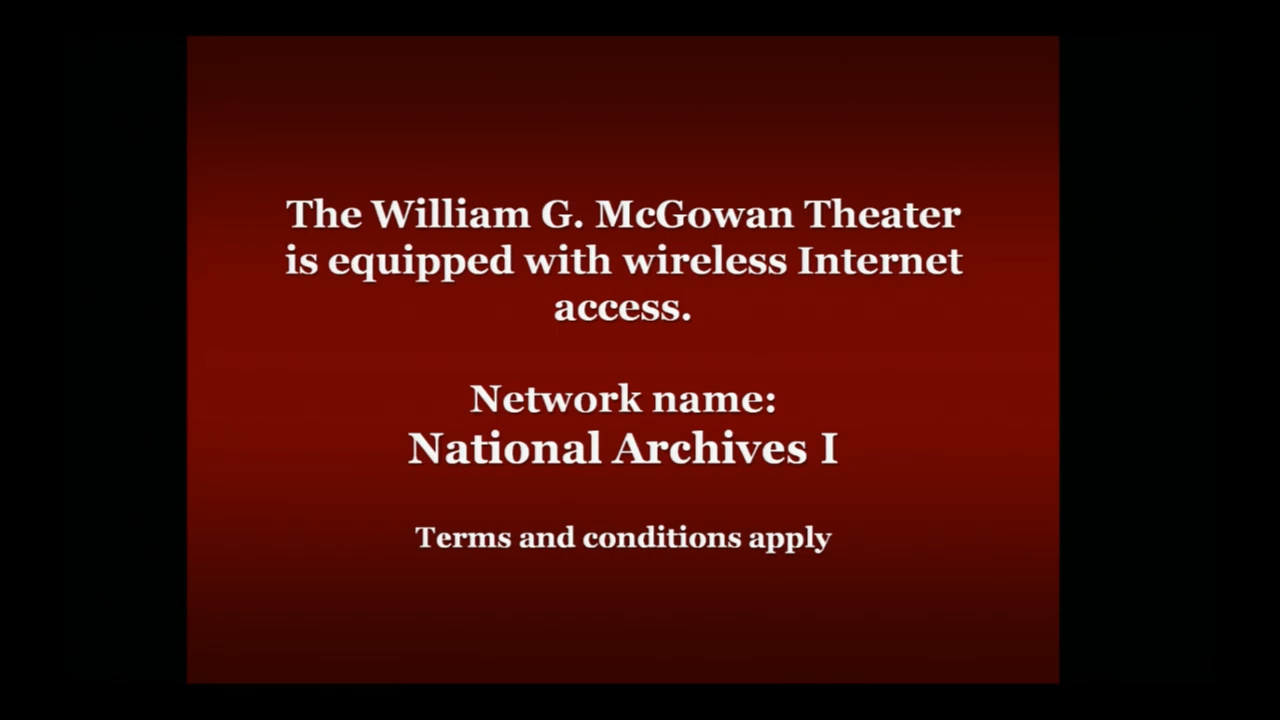 The William G. McGowan Theater
is equipped with wireless Internet
access.
Network name:
National Archives I
Terms and conditions apply